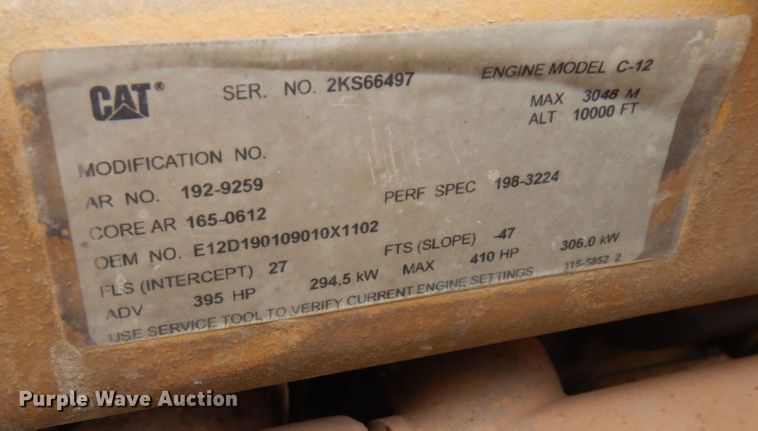 CAT® SER. NO. 2KS66497 ENGINE MODEL C-12
MAX 3048 M
ALT 10000 FT
MODIFICATION NO.
AR NO. 192-9259 PERF SPEC 198-3224
CORE AR 165-0612
OEM NO. E12D190109010X1102
FLS (INTERCEPT) 27 FTS (SLOPE) -47
ADV 395 HP 294.5 kW MAX 410 HP 306.0 kW
USE SERVICE TOOL TO VERIFY CURRENT ENGINE SETTINGS 115-5852 2
Purple Wave Auction